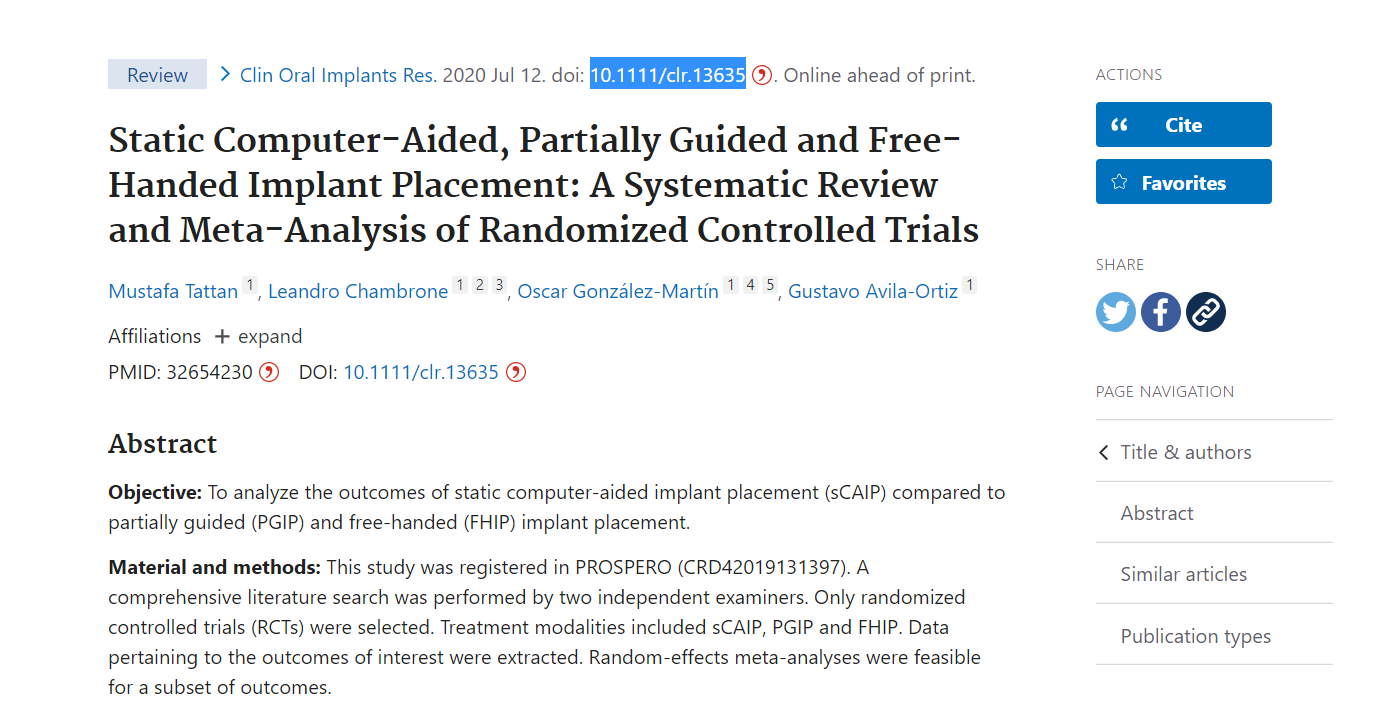 Review > Clin Oral Implants Res. 2020 Jul 12. doi: 10.1111/clr.13635. Online ahead of print.
Static Computer-Aided, Partially Guided and Free-
Handed Implant Placement: A Systematic Review
and Meta-Analysis of Randomized Controlled Trials
Mustafa Tattan 1, Leandro Chambrone 1 2 3, Oscar González-Martín 1 4 5, Gustavo Avila-Ortiz 1
Affiliations + expand
PMID: 32654230 DOI: 10.1111/clr.13635
Abstract
Objective: To analyze the outcomes of static computer-aided implant placement (sCAIP) compared to
partially guided (PGIP) and free-handed (FHIP) implant placement.
Material and methods: This study was registered in PROSPERO (CRD42019131397). A
comprehensive literature search was performed by two independent examiners. Only randomized
controlled trials (RCTs) were selected. Treatment modalities included sCAIP, PGIP and FHIP. Data
pertaining to the outcomes of interest were extracted. Random-effects meta-analyses were feasible
for a subset of outcomes.
ACTIONS
Cite
Favorites
SHARE
PAGE NAVIGATION
Title & authors
Abstract
Similar articles
Publication types